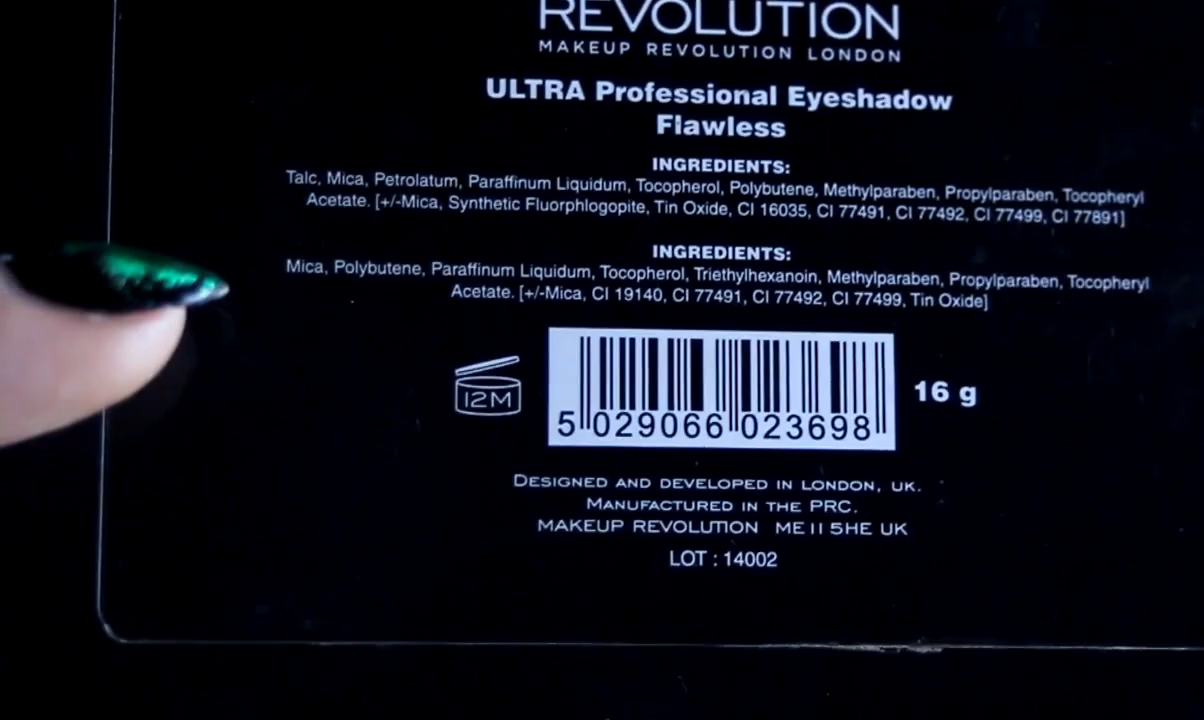 REVOLUTION
MAKEUP REVOLUTION LONDON
ULTRA Professional Eyeshadow
Flawless
INGREDIENTS:
Talc, Mica, Petrolatum, Paraffinum Liquidum, Tocopherol, Polybutene, Methylparaben, Propylparaben, Tocopheryl
Acetate. [+/-Mica, Synthetic Fluorphlogopite, Tin Oxide, CI 16035, CI 77491, CI 77492, CI 77499, CI 77891]
INGREDIENTS:
Mica, Polybutene, Paraffinum Liquidum, Tocopherol, Triethylhexanoin, Methylparaben, Propylparaben, Tocopheryl
Acetate. [+/-Mica, CI 19140, CI 77491, CI 77492, CI 77499, Tin Oxide]
12M
5 029066 023698
16 g
DESIGNED AND DEVELOPED IN LONDON, UK.
MANUFACTURED IN THE PRC.
MAKEUP REVOLUTION ME11 5HE UK
LOT : 14002